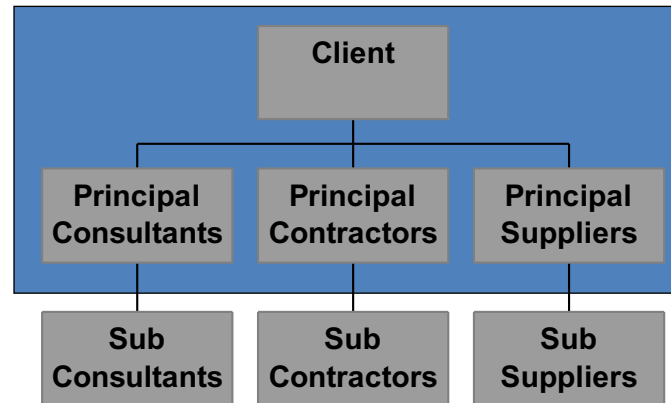 Client
Principal
Consultants
Principal
Contractors
Principal
Suppliers
Sub
Consultants
Sub
Contractors
Sub
Suppliers